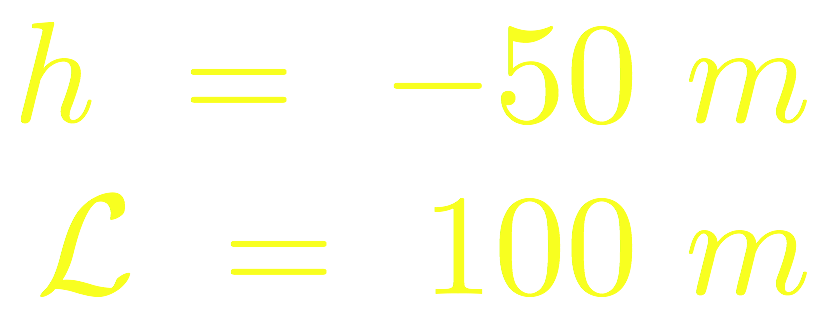 h = −50 m
ℒ = 100 m